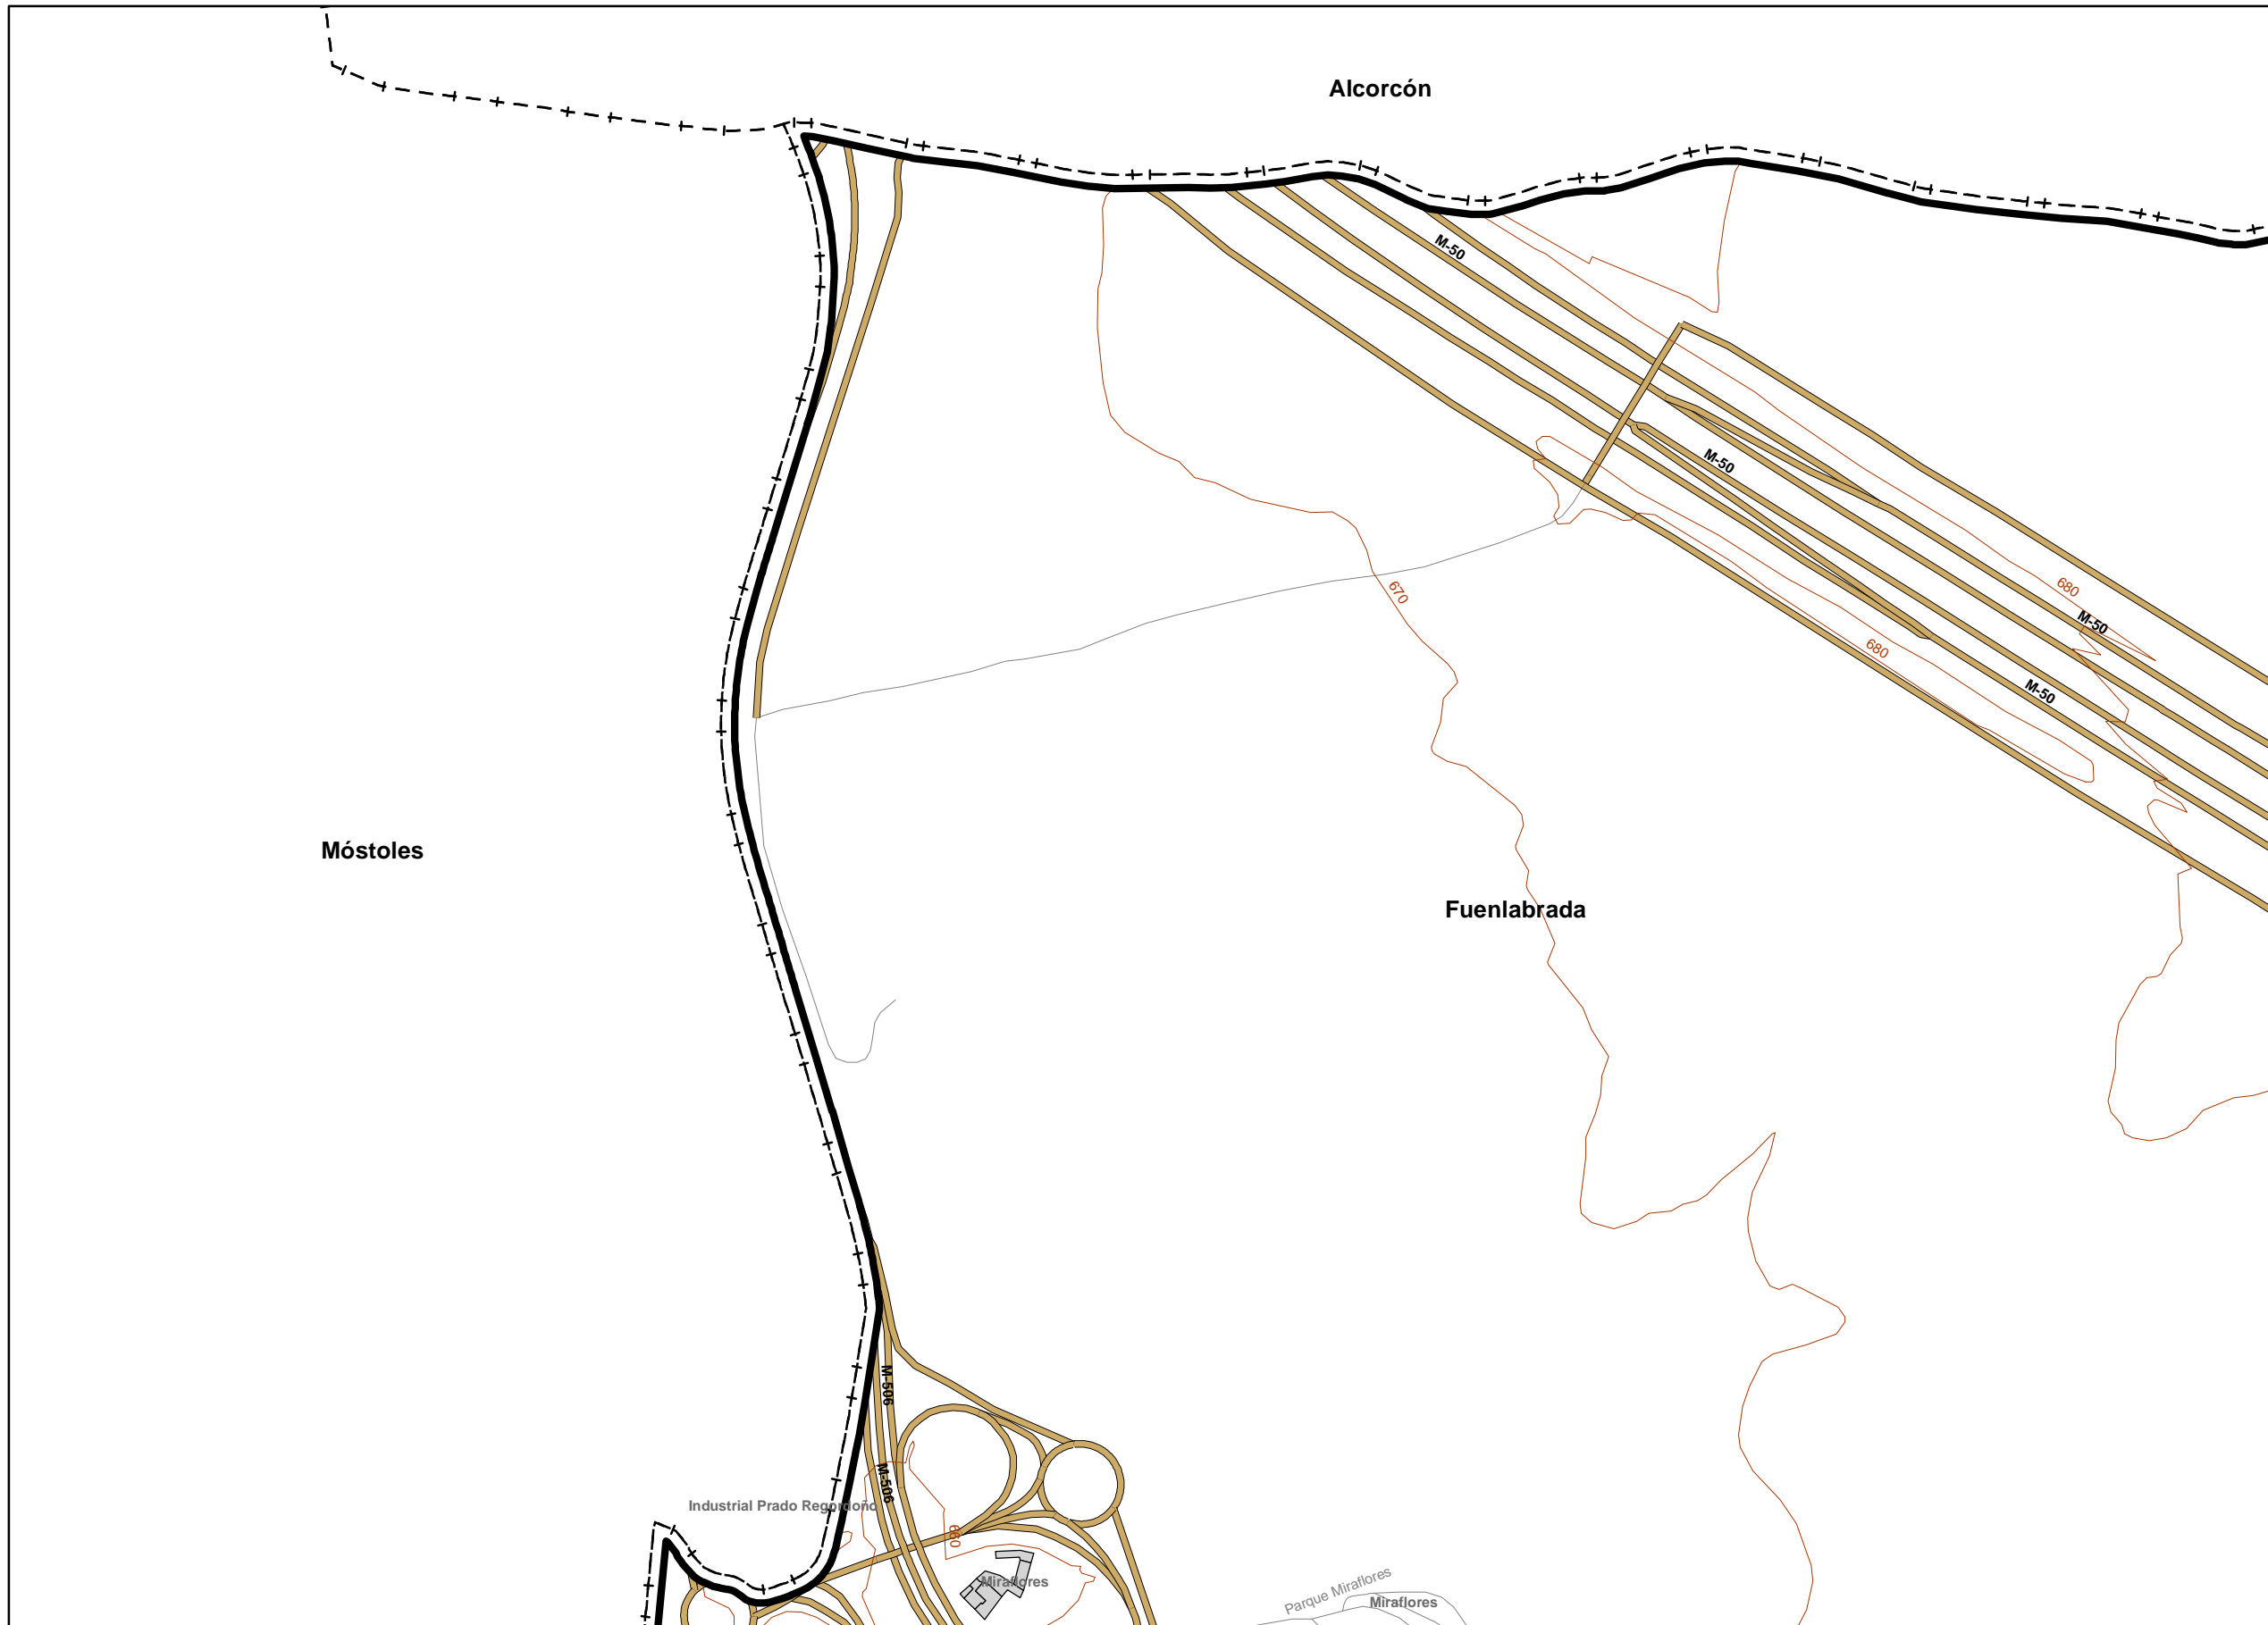 Alcorcón
M-50
M-50
670
680
M-50
680
M-50
Móstoles
Fuenlabrada
M-506
M-506
Industrial Prado Regordoño
660
Miraflores
Parque Miraflores
Miraflores